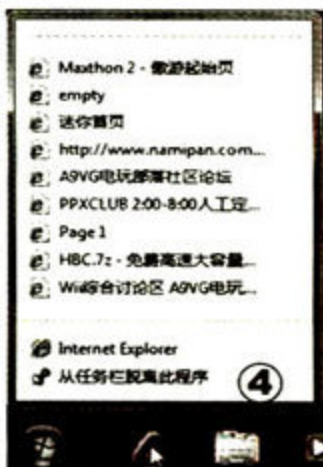 Maxthon 2 - 傲游起始页
empty
迷你首页
http://www.namipan.com...
A9VG电玩部落社区论坛
PPXCLUB 2:00-8:00人工定...
Page 1
HBC.7z - 免费高速大容量...
Wii综合讨论区 A9VG电玩...
Internet Explorer
从任务栏脱离此程序
④